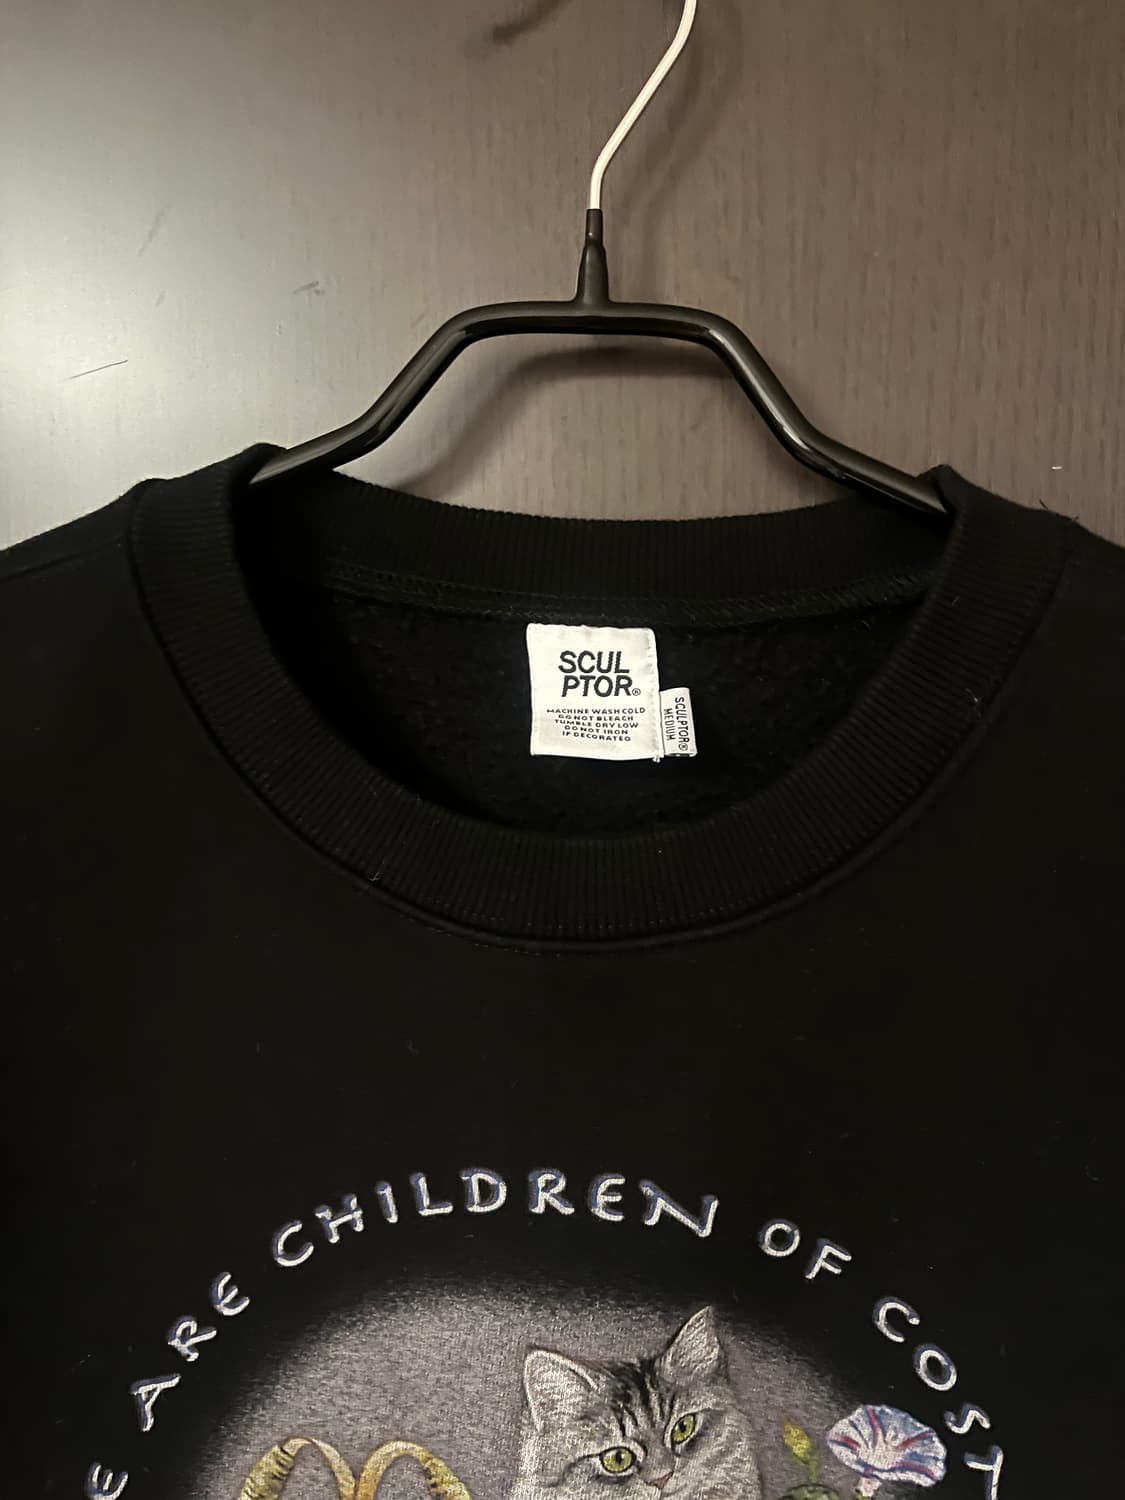 SCUL
PTOR®
MACHINE WASH COLD
DO NOT BLEACH
TUMBLE DRY LOW
DO NOT IRON
IF DECORATED
SCULPTOR®
MEDIUM
E ARE CHILDREN OF COST